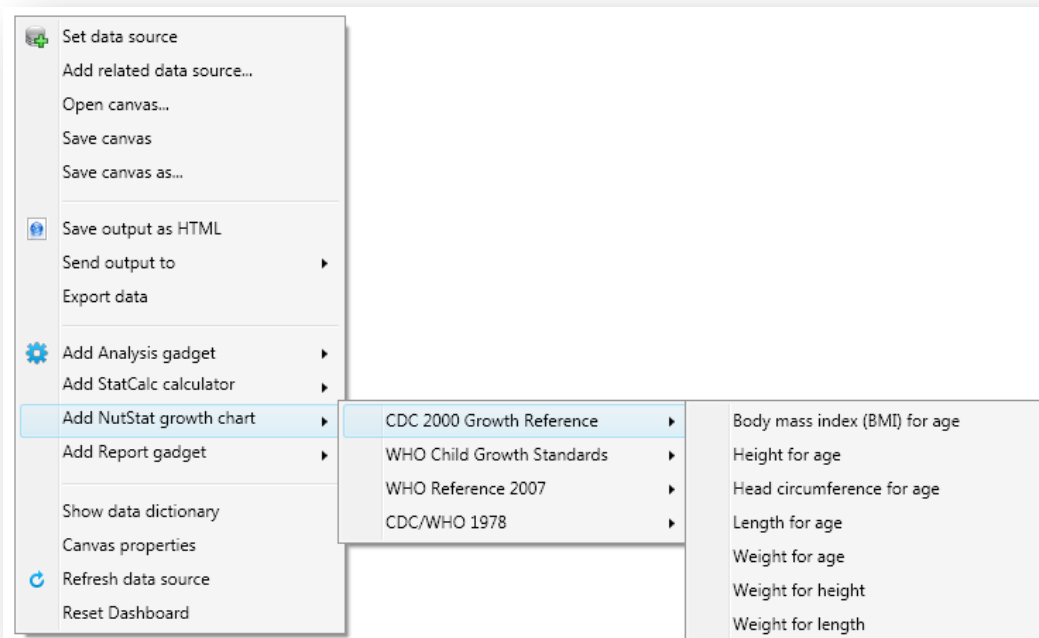 Set data source
Add related data source...
Open canvas...
Save canvas
Save canvas as...
Save output as HTML
Send output to
Export data
Add Analysis gadget
Add StatCalc calculator
Add NutStat growth chart
Add Report gadget
Show data dictionary
Canvas properties
Refresh data source
Reset Dashboard
CDC 2000 Growth Reference
WHO Child Growth Standards
WHO Reference 2007
CDC/WHO 1978
Body mass index (BMI) for age
Height for age
Head circumference for age
Length for age
Weight for age
Weight for height
Weight for length